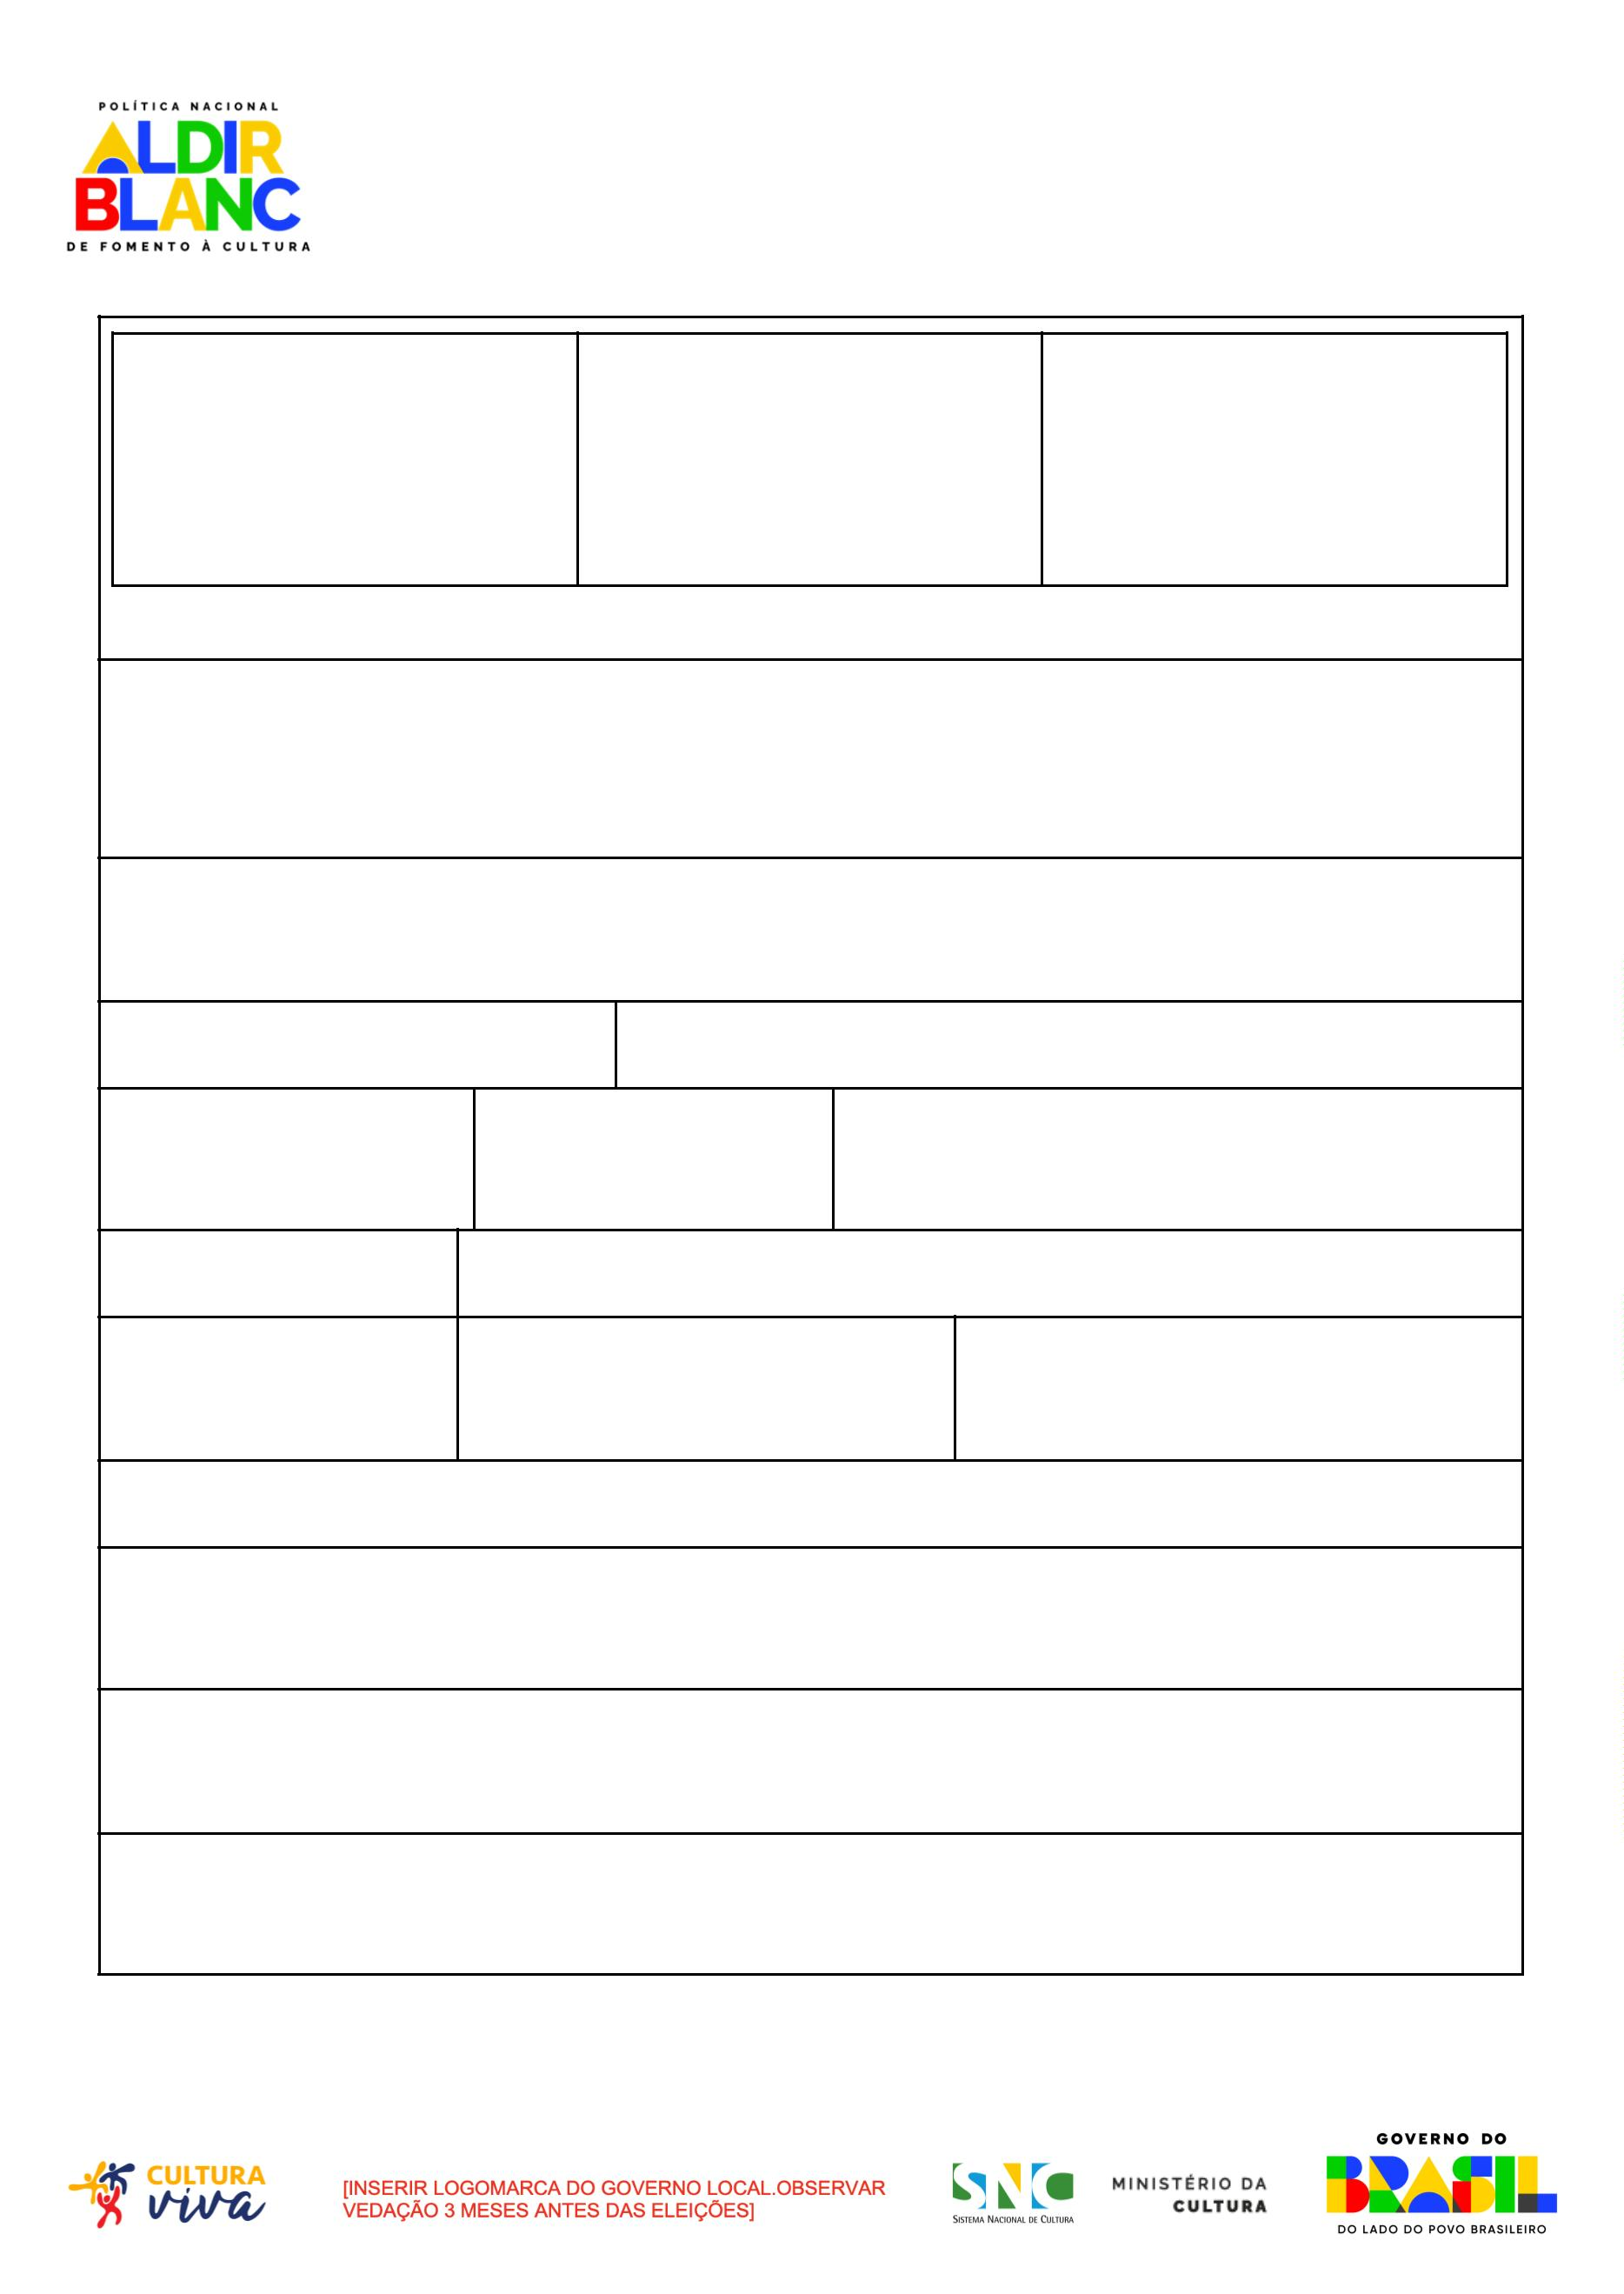 POLÍTICA NACIONAL
ALDIR
BLANC
DE FOMENTO À CULTURA
CULTURA
viva
[INSERIR LOGOMARCA DO GOVERNO LOCAL.OBSERVAR
VEDAÇÃO 3 MESES ANTES DAS ELEIÇÕES]
SNC
SISTEMA NACIONAL DE CULTURA
MINISTÉRIO DA
CULTURA
GOVERNO DO
BRASIL
DO LADO DO POVO BRASILEIRO